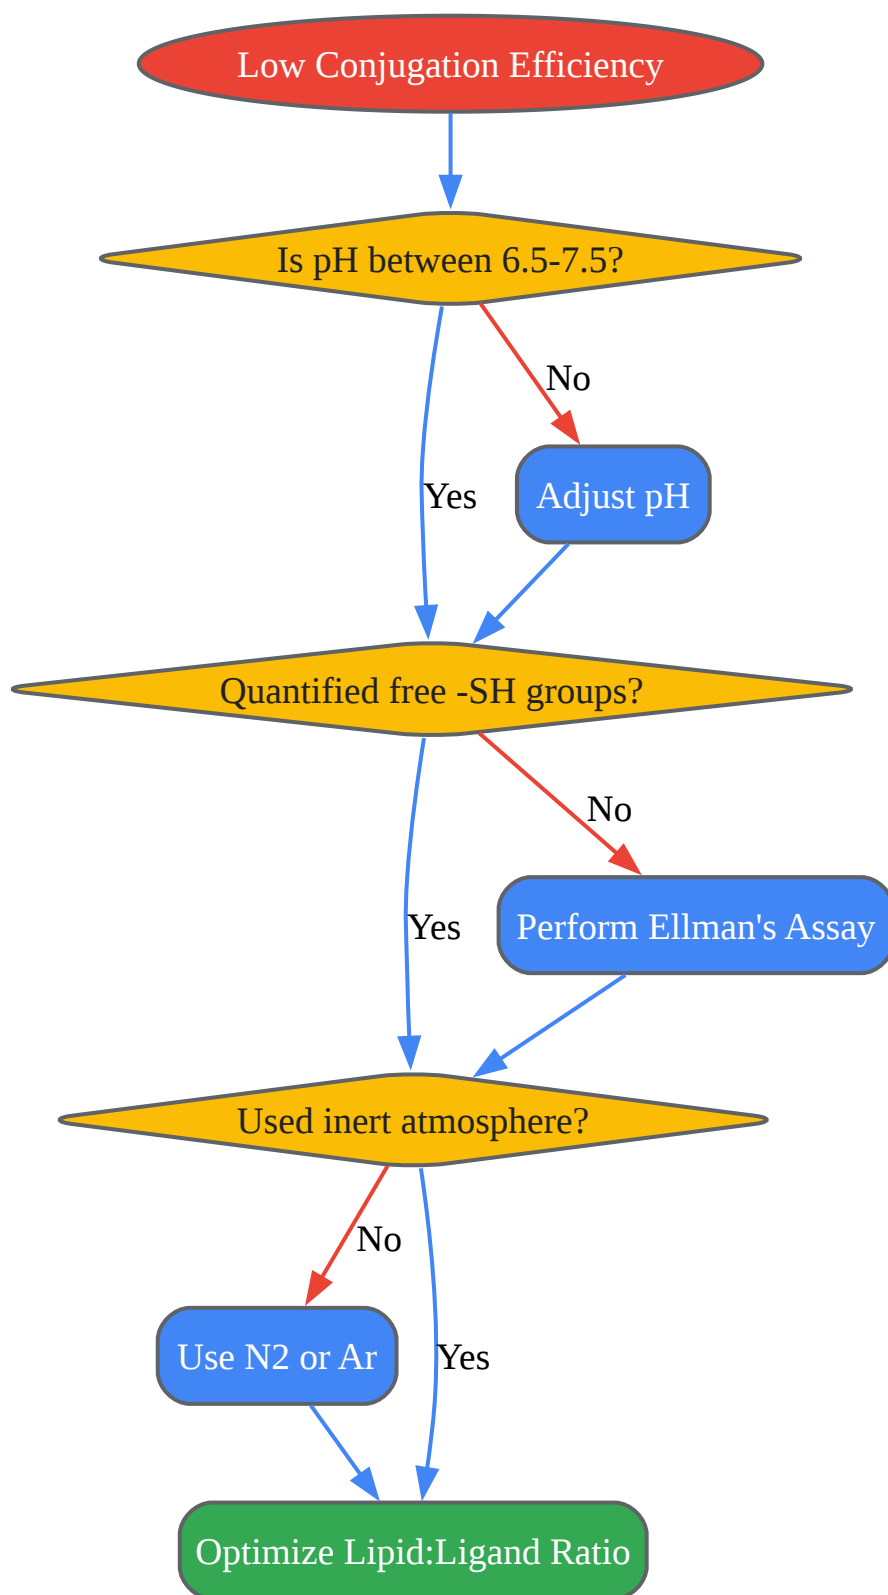 Low Conjugation Efficiency
Is pH between 6.5-7.5?
No
Yes
Adjust pH
Quantified free -SH groups?
No
Yes
Perform Ellman's Assay
Used inert atmosphere?
No
Use N2 or Ar
Yes
Optimize Lipid:Ligand Ratio